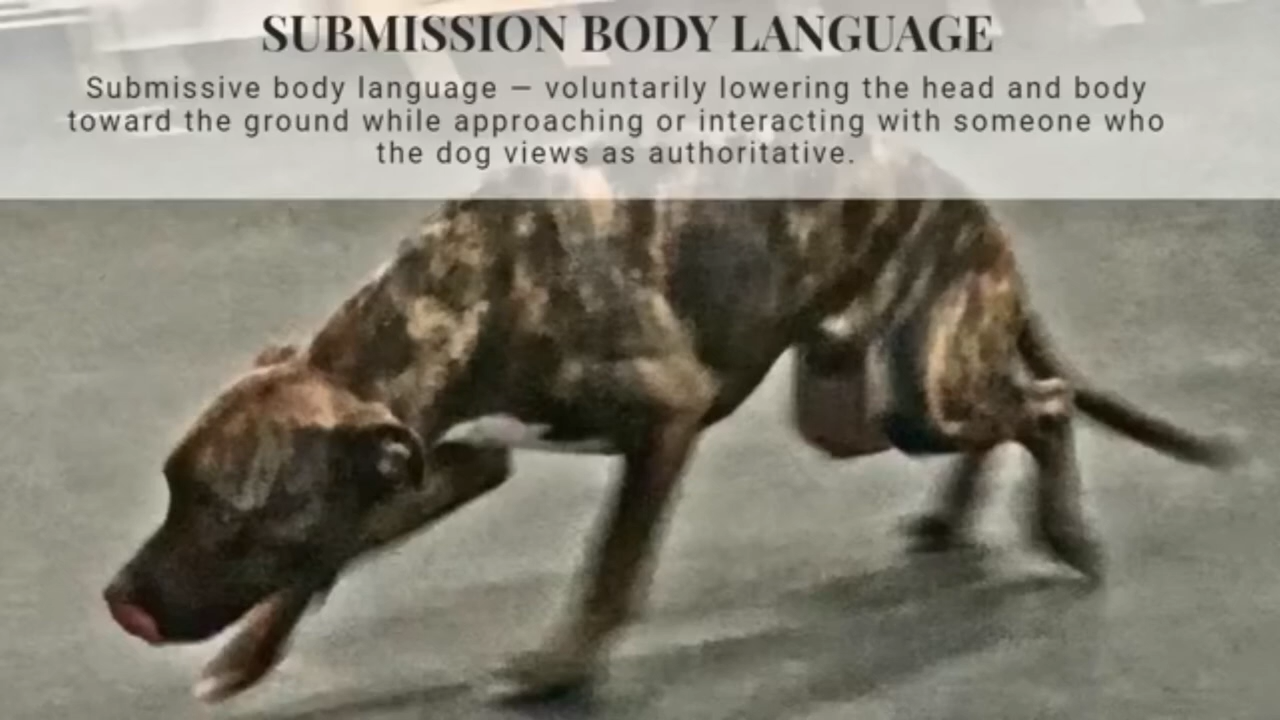 SUBMISSION BODY LANGUAGE
Submissive body language — voluntarily lowering the head and body
toward the ground while approaching or interacting with someone who
the dog views as authoritative.